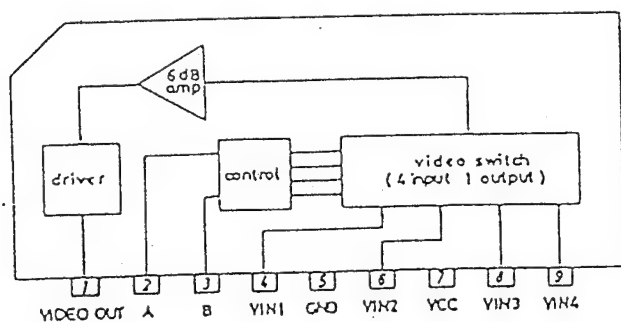 6dB
amp
driver
control
video switch
(4 input 1 output)
1 2 3 4 5 6 7 8 9
VIDEO OUT A B VIN1 GND VIN2 VCC VIN3 VIN4